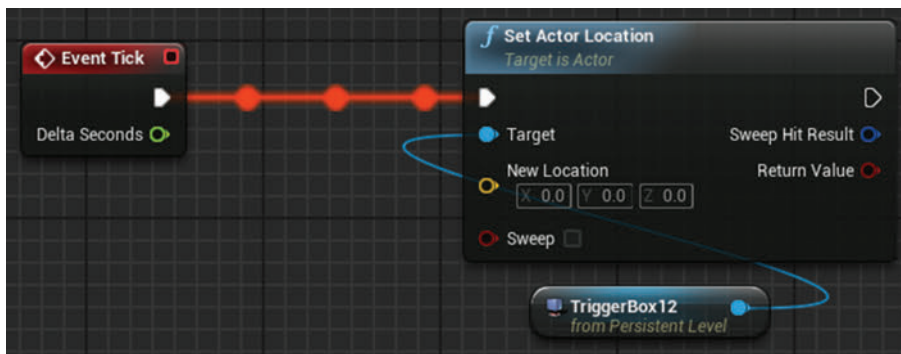 Event Tick
Delta Seconds
Set Actor Location
Target is Actor
Target
Sweep Hit Result
New Location
Return Value
X 0.0 Y 0.0 Z 0.0
Sweep
TriggerBox12
from Persistent Level